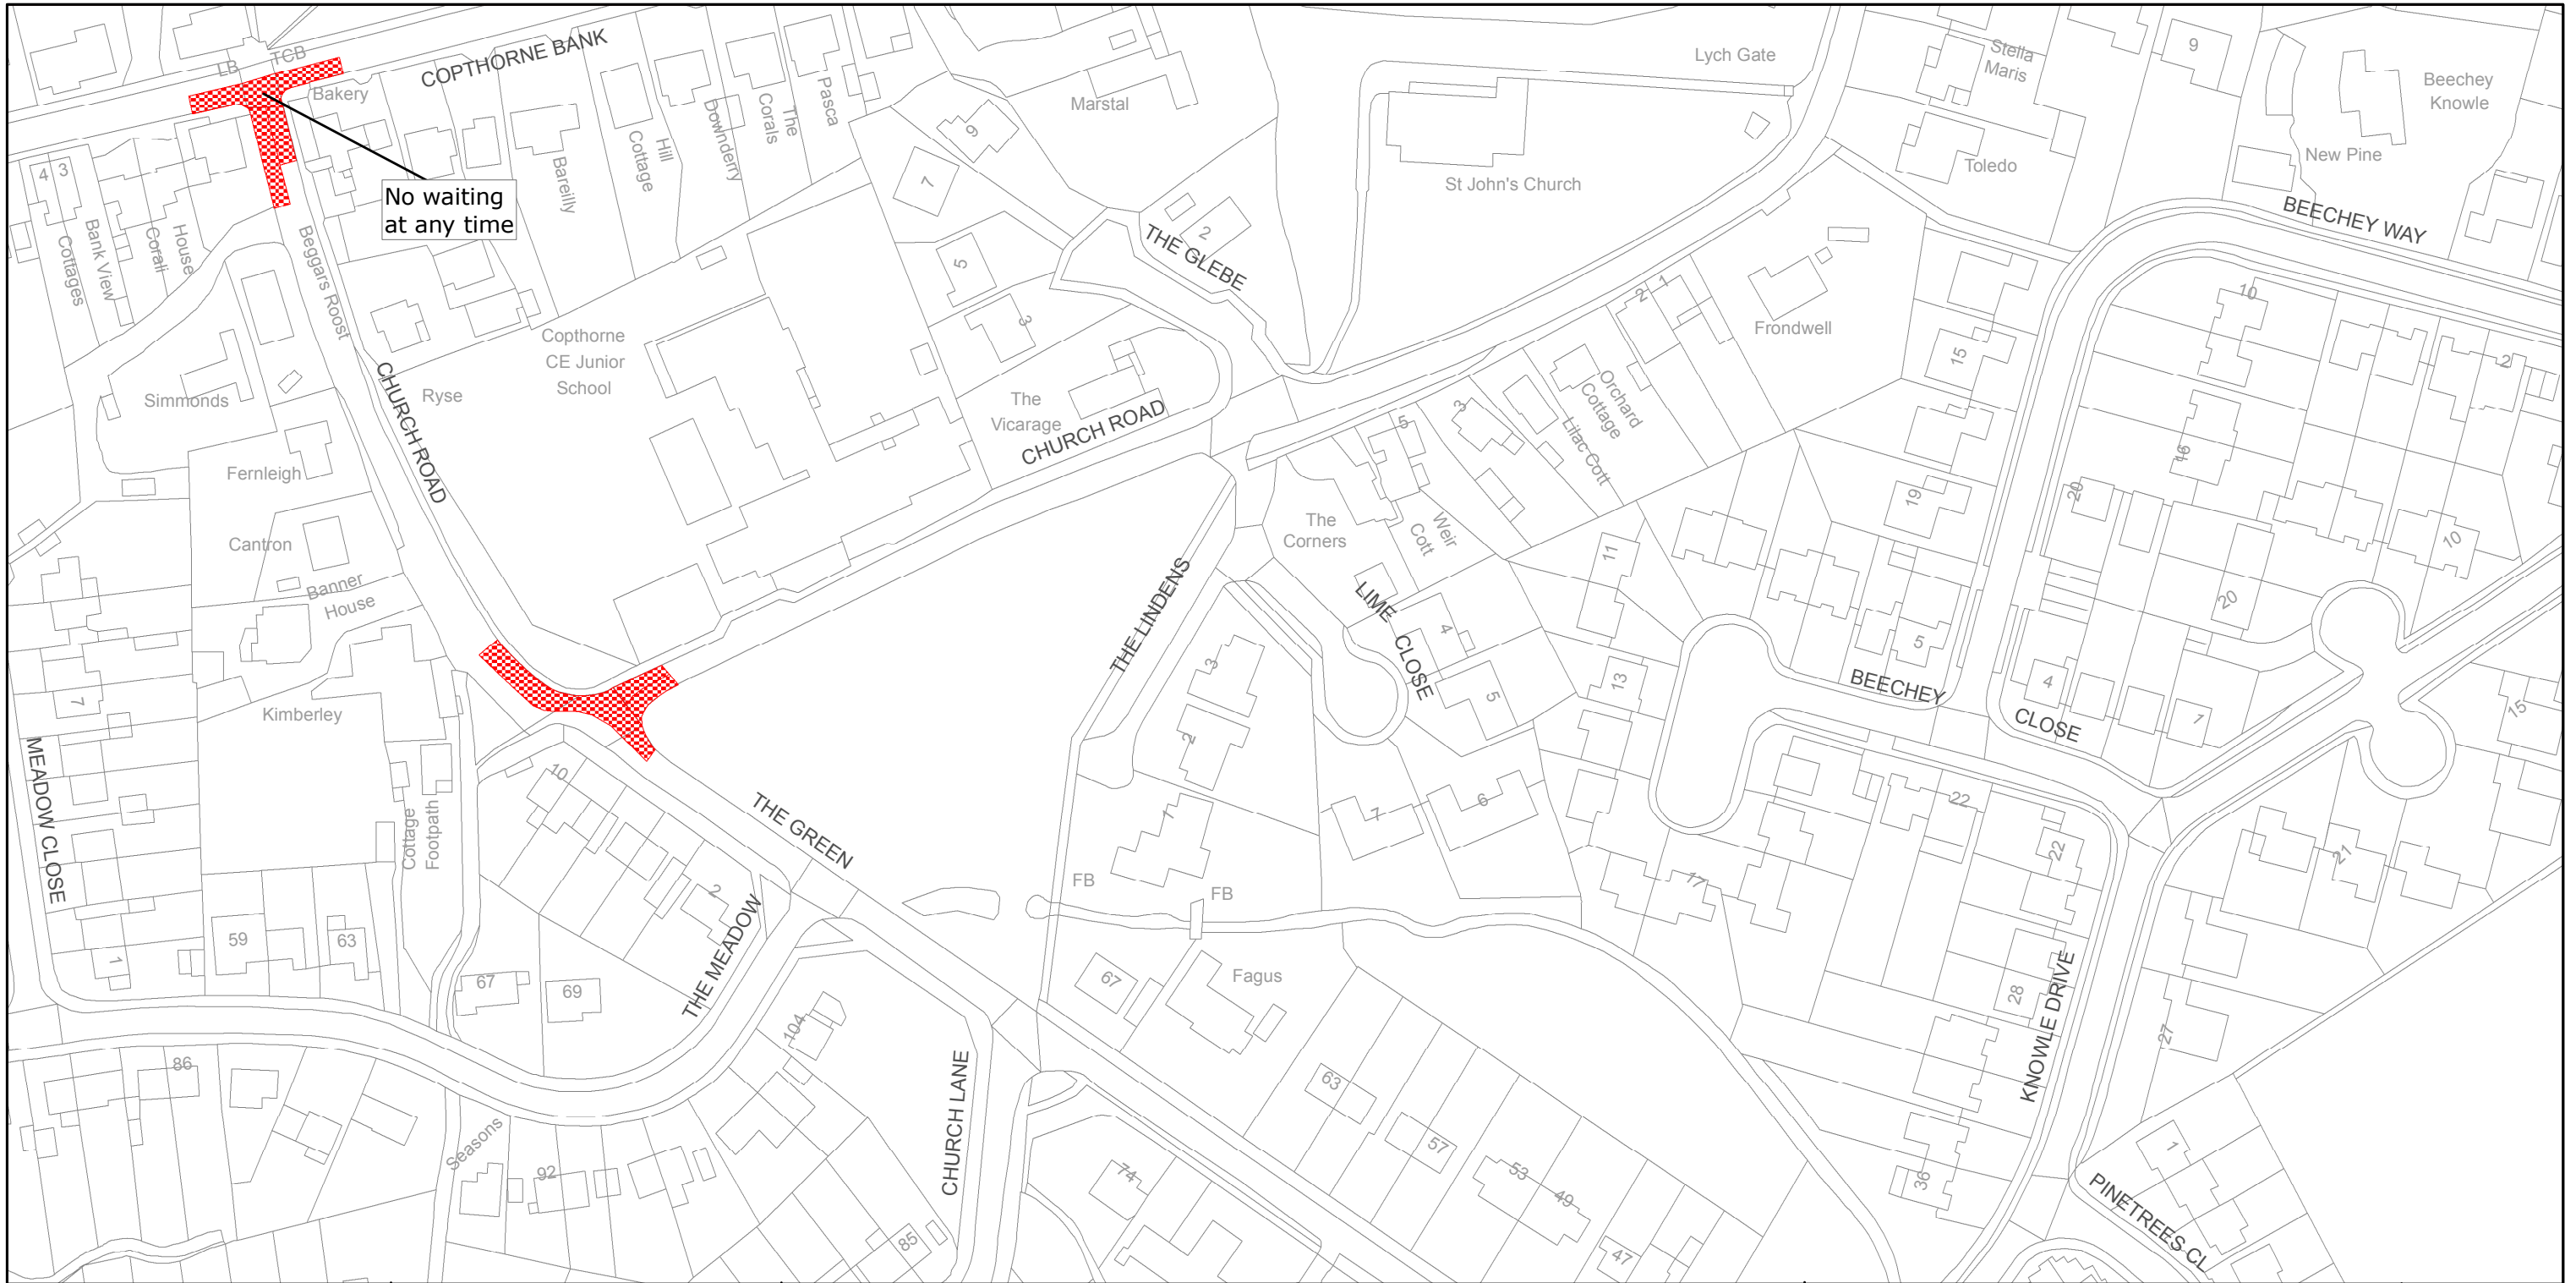 LB
TCB
COPTHORNE BANK
Bakery
No waiting
at any time
Bareilly
Hill
Cottage
Downderry
The
Corals
Pasca
Marstal
Lych Gate
St John's Church
Stella
Maris
9
Beechey
Knowle
New Pine
Toledo
BEECHEY WAY
4
3
Cottages
Bank View
Corali
House
Beggars Roost
9
7
5
3
2
THE GLEBE
Copthorne
CE Junior
School
Simmonds
Ryse
CHURCH ROAD
The
Vicarage
CHURCH ROAD
Fernleigh
Cantron
Banner
House
Kimberley
2
1
Frondwell
Orchard
Cottage
Lilac Cott
3
5
Weir
Cott
The
Corners
LIME CLOSE
4
5
6
7
THE LINDENS
3
2
1
11
13
17
15
19
5
10
2
16
20
10
20
4
1
15
BEECHEY
CLOSE
22
22
21
28
27
36
KNOWLE DRIVE
PINETREES CL
1
MEADOW CLOSE
7
1
59
63
Cottage
Footpath
10
2
THE GREEN
THE MEADOW
67
69
86
Seasons
92
104
85
CHURCH LANE
FB
FB
67
Fagus
63
57
53
49
47
74